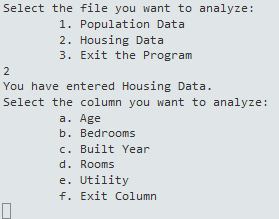 Select the file you want to analyze:
1. Population Data
2. Housing Data
3. Exit the Program
2
You have entered Housing Data.
Select the column you want to analyze:
a. Age
b. Bedrooms
c. Built Year
d. Rooms
e. Utility
f. Exit Column